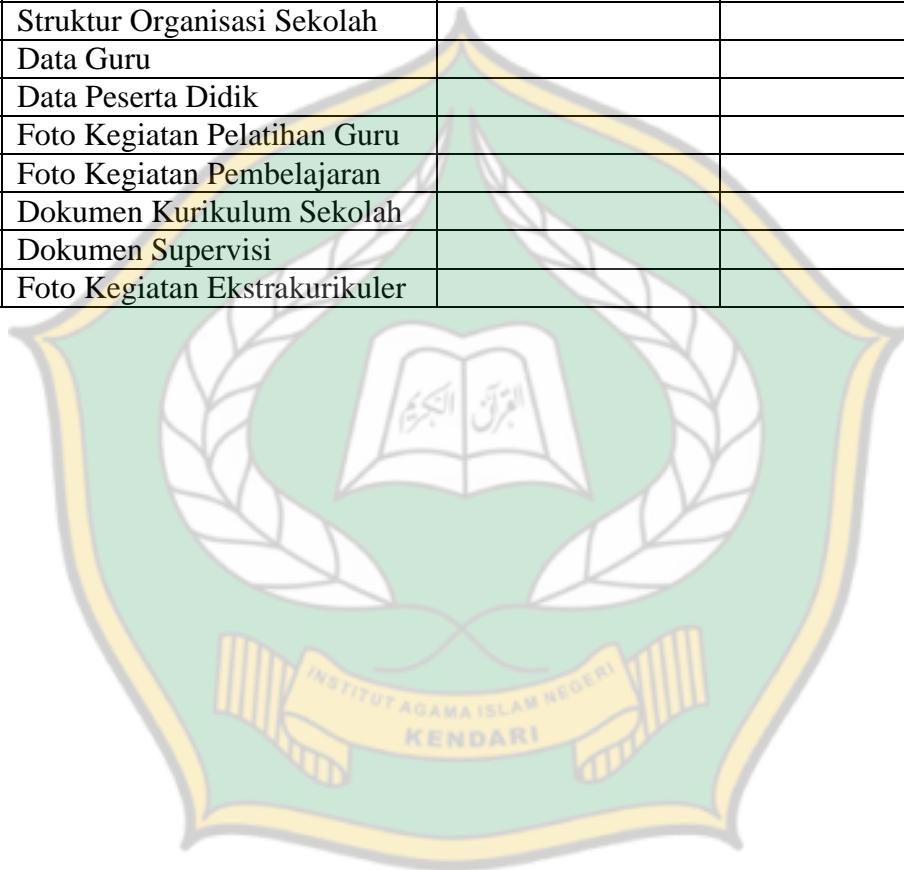 Struktur Organisasi Sekolah
Data Guru
Data Peserta Didik
Foto Kegiatan Pelatihan Guru
Foto Kegiatan Pembelajaran
Dokumen Kurikulum Sekolah
Dokumen Supervisi
Foto Kegiatan Ekstrakurikuler
القرآن الكريم
INSTITUT AGAMA ISLAM NEGERI
KENDARI